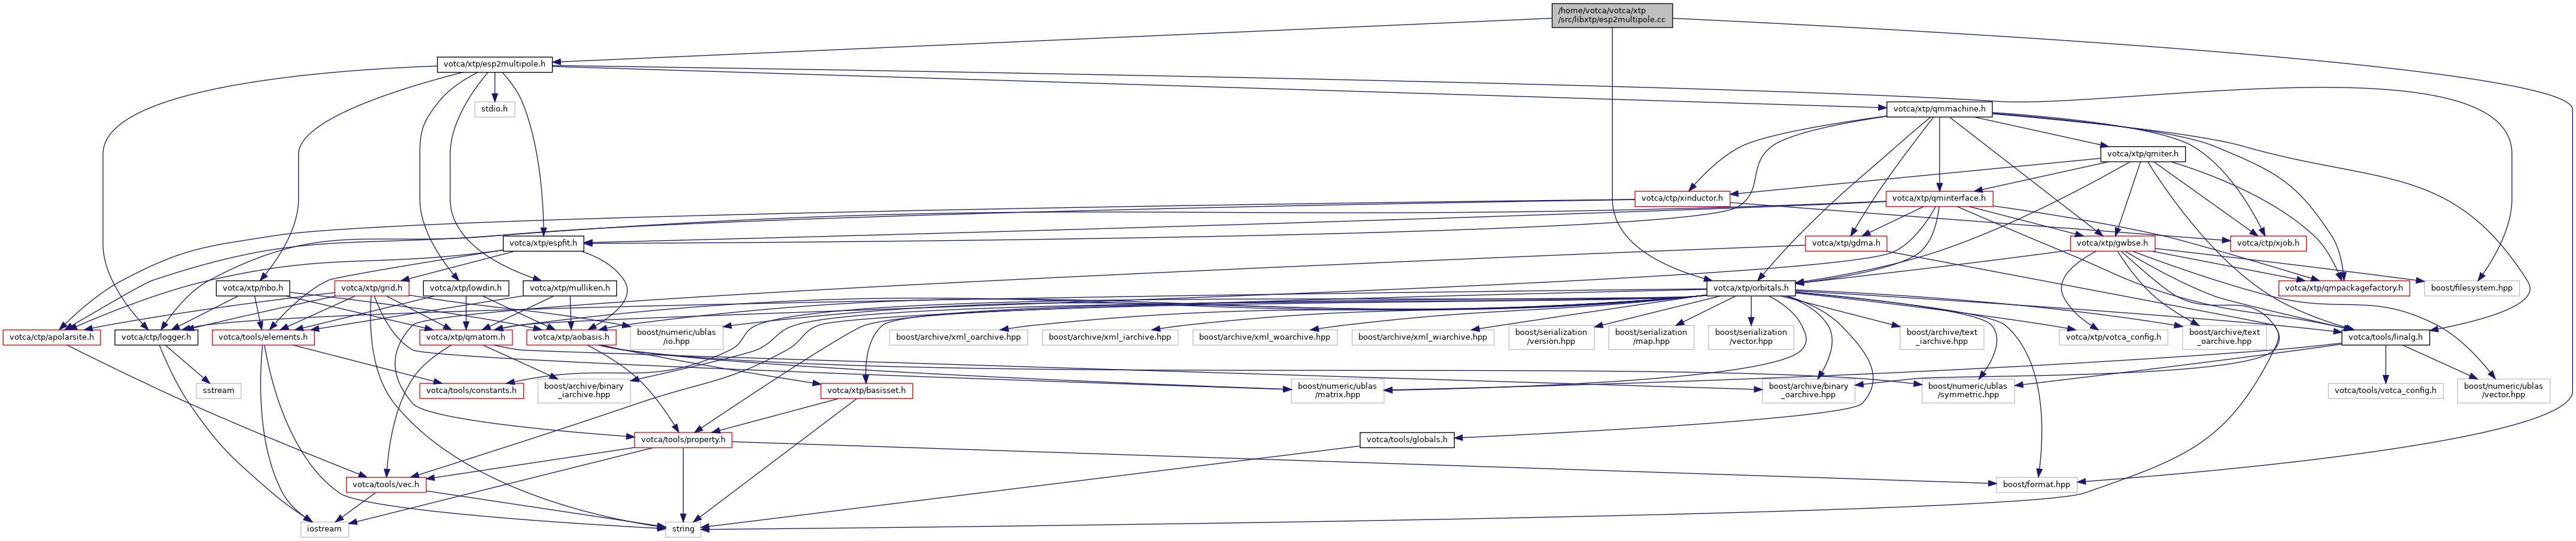 /home/votca/votca/xtp
/src/libxtp/esp2multipole.cc
votca/xtp/esp2multipole.h
stdio.h
votca/xtp/qmmachine.h
votca/xtp/qmiter.h
votca/ctp/xinductor.h
votca/xtp/qminterface.h
votca/xtp/espfit.h
votca/xtp/gdma.h
votca/xtp/gwbse.h
votca/ctp/xjob.h
votca/xtp/nbo.h
votca/xtp/grid.h
votca/xtp/lowdin.h
votca/xtp/mulliken.h
votca/xtp/orbitals.h
votca/xtp/qmpackagefactory.h
boost/filesystem.hpp
votca/ctp/apolarsite.h
votca/ctp/logger.h
votca/tools/elements.h
votca/xtp/qmatom.h
votca/xtp/aobasis.h
boost/numeric/ublas
/io.hpp
boost/archive/xml_oarchive.hpp
boost/archive/xml_iarchive.hpp
boost/archive/xml_woarchive.hpp
boost/archive/xml_wiarchive.hpp
boost/serialization
/version.hpp
boost/serialization
/map.hpp
boost/serialization
/vector.hpp
boost/archive/text
_iarchive.hpp
votca/xtp/votca_config.h
boost/archive/text
_oarchive.hpp
votca/tools/linalg.h
sstream
votca/tools/constants.h
boost/archive/binary
_iarchive.hpp
votca/xtp/basisset.h
boost/numeric/ublas
/matrix.hpp
boost/archive/binary
_oarchive.hpp
boost/numeric/ublas
/symmetric.hpp
votca/tools/votca_config.h
boost/numeric/ublas
/vector.hpp
votca/tools/property.h
votca/tools/globals.h
votca/tools/vec.h
boost/format.hpp
iostream
string